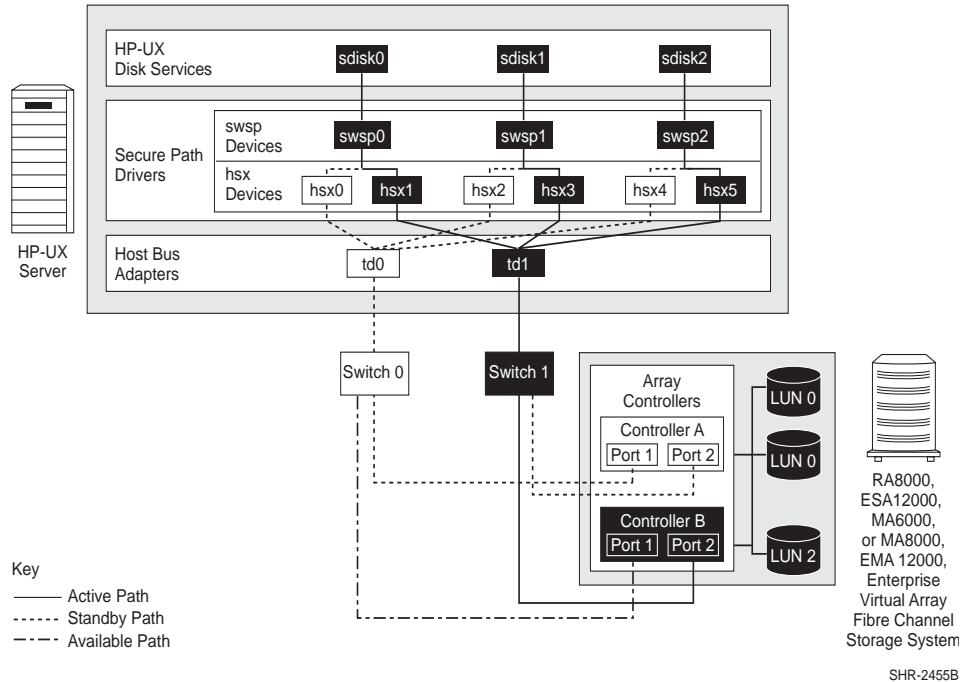 HP-UX
Disk Services
sdisk0
sdisk1
sdisk2
Secure Path
Drivers
swsp
Devices
swsp0
swsp1
swsp2
hsx
Devices
hsx0
hsx1
hsx2
hsx3
hsx4
hsx5
HP-UX
Server
Host Bus
Adapters
td0
td1
Switch 0
Switch 1
Array
Controllers
Controller A
Port 1
Port 2
Controller B
Port 1
Port 2
LUN 0
LUN 0
LUN 2
RA8000,
ESA12000,
MA6000,
or MA8000,
EMA 12000,
Enterprise
Virtual Array
Fibre Channel
Storage System
Key
Active Path
Standby Path
Available Path
SHR-2455B